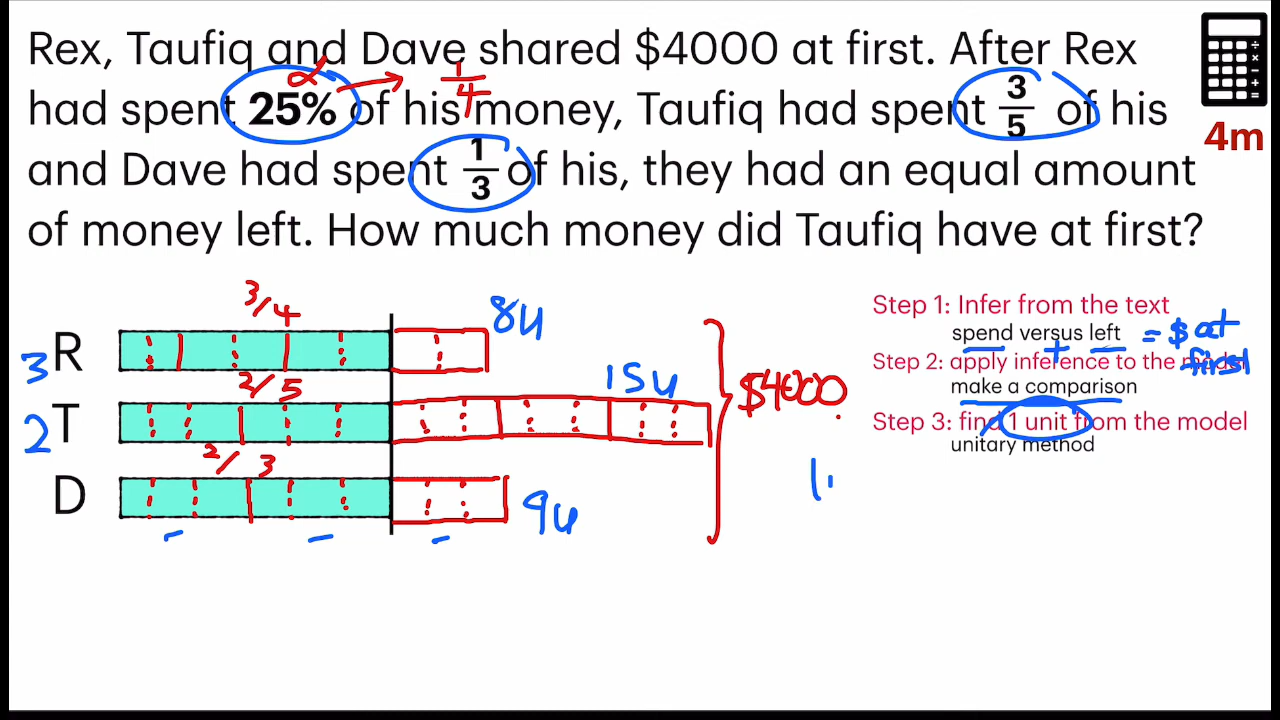 Rex, Taufiq and Dave shared $4000 at first. After Rex
had spent 25% of his money, Taufiq had spent 3/5 of his
and Dave had spent 1/3 of his, they had an equal amount
of money left. How much money did Taufiq have at first?
4m
1/4
3/4
3 R
8u
2/5
2 T
15u
$4000
2/3
D
9u
Step 1: Infer from the text
spend versus left = $ at first
+
Step 2: apply inference to the model
make a comparison
Step 3: find 1 unit from the model
unitary method